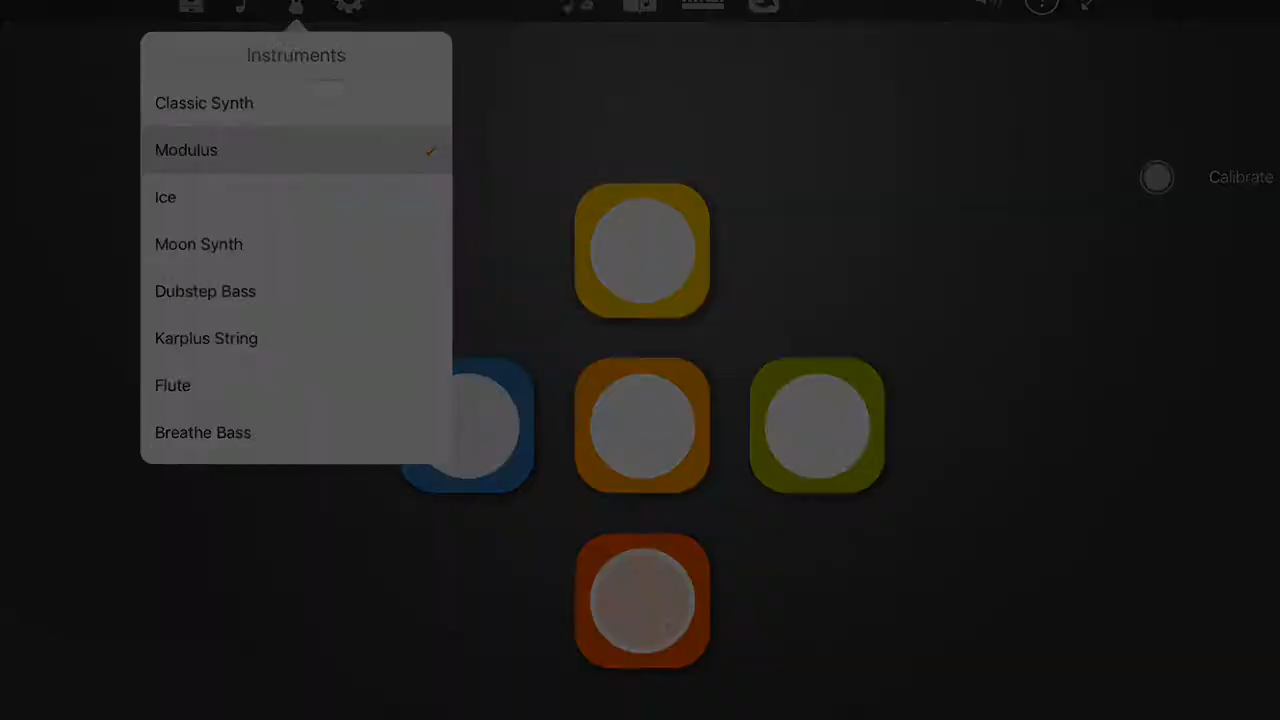 Instruments
Classic Synth
Modulus
Ice
Moon Synth
Dubstep Bass
Karplus String
Flute
Breathe Bass
Calibrate